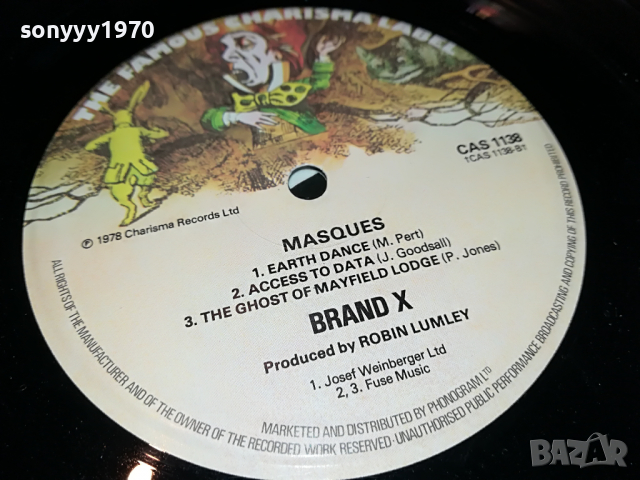 sonyyy1970
THE FAMOUS CHARISMA LABEL
CAS 1138
1CAS 1138-B1
℗ 1978 Charisma Records Ltd
MASQUES
1. EARTH DANCE (M. Pert)
2. ACCESS TO DATA (J. Goodsall)
3. THE GHOST OF MAYFIELD LODGE (P. Jones)
BRAND X
Produced by ROBIN LUMLEY
1. Josef Weinberger Ltd
2, 3. Fuse Music
MARKETED AND DISTRIBUTED BY PHONOGRAM LTD
ALL RIGHTS OF THE MANUFACTURER AND OF THE OWNER OF THE RECORDED WORK RESERVED · UNAUTHORISED PUBLIC PERFORMANCE BROADCASTING AND COPYING OF THIS RECORD PROHIBITED
BAZAR